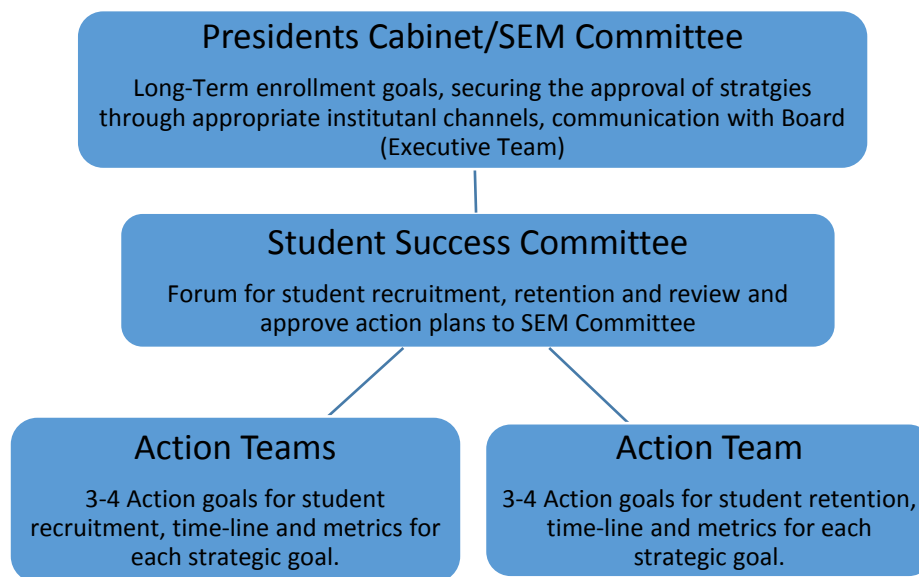 Presidents Cabinet/SEM Committee
Long-Term enrollment goals, securing the approval of stratgies
through appropriate institutanl channels, communication with Board
(Executive Team)
Student Success Committee
Forum for student recruitment, retention and review and
approve action plans to SEM Committee
Action Teams
3-4 Action goals for student
recruitment, time-line and metrics for
each strategic goal.
Action Team
3-4 Action goals for student retention,
time-line and metrics for each
strategic goal.